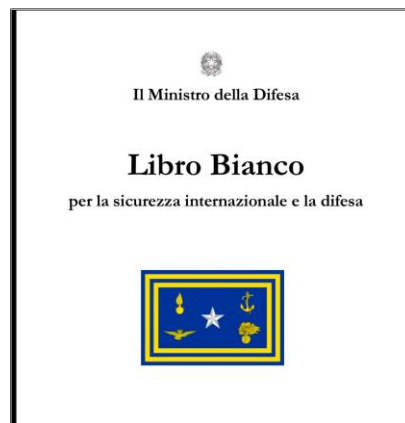 Il Ministro della Difesa
Libro Bianco
per la sicurezza internazionale e la difesa